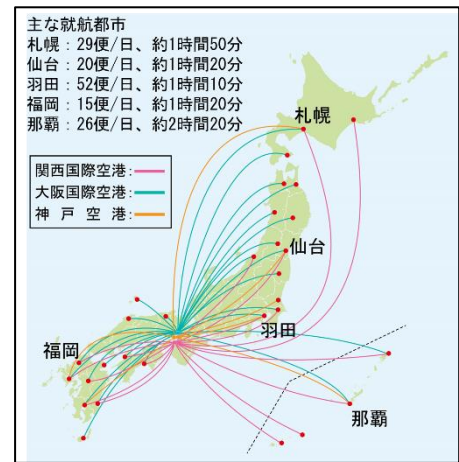 主な就航都市
札幌：29便/日、約1時間50分
仙台：20便/日、約1時間20分
羽田：52便/日、約1時間10分
福岡：15便/日、約1時間20分
那覇：26便/日、約2時間20分
札幌
関西国際空港：
大阪国際空港：
神戸空港：
仙台
羽田
福岡
那覇